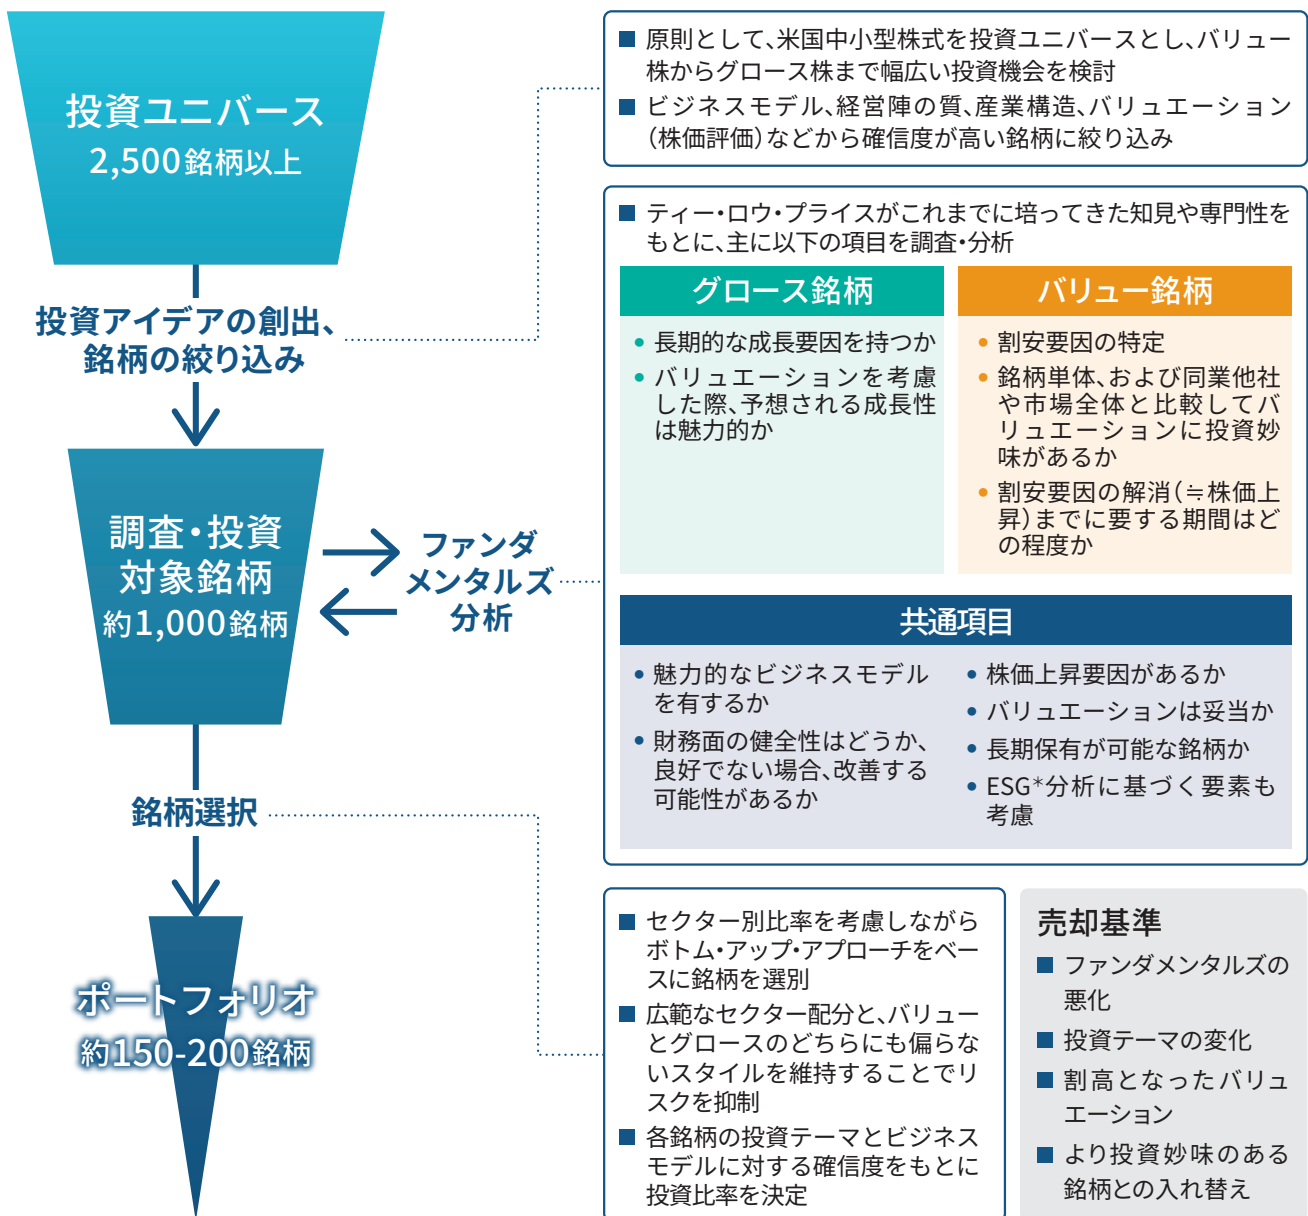 投資ユニバース
2,500銘柄以上
■ 原則として、米国中小型株式を投資ユニバースとし、バリュー
株からグロース株まで幅広い投資機会を検討
■ ビジネスモデル、経営陣の質、産業構造、バリュエーション
（株価評価）などから確信度が高い銘柄に絞り込み
投資アイデアの創出、
銘柄の絞り込み
調査・投資
対象銘柄
約1,000銘柄
ファンダ
メンタルズ
分析
■ ティー・ロウ・プライスがこれまでに培ってきた知見や専門性を
もとに、主に以下の項目を調査・分析
グロース銘柄
• 長期的な成長要因を持つか
• バリュエーションを考慮
した際、予想される成長性
は魅力的か
バリュー銘柄
• 割安要因の特定
• 銘柄単体、および同業他社
や市場全体と比較してバ
リュエーションに投資妙
味があるか
• 割安要因の解消（≒株価上
昇）までに要する期間はど
の程度か
共通項目
• 魅力的なビジネスモデル
を有するか
• 財務面の健全性はどうか、
良好でない場合、改善する
可能性があるか
• 株価上昇要因があるか
• バリュエーションは妥当か
• 長期保有が可能な銘柄か
• ESG*分析に基づく要素も
考慮
銘柄選択
ポートフォリオ
約150-200銘柄
■ セクター別比率を考慮しながら
ボトム・アップ・アプローチをベー
スに銘柄を選別
■ 広範なセクター配分と、バリュー
とグロースのどちらにも偏らな
いスタイルを維持することでリ
スクを抑制
■ 各銘柄の投資テーマとビジネス
モデルに対する確信度をもとに
投資比率を決定
売却基準
■ ファンダメンタルズの
悪化
■ 投資テーマの変化
■ 割高となったバリュ
エーション
■ より投資妙味のある
銘柄との入れ替え